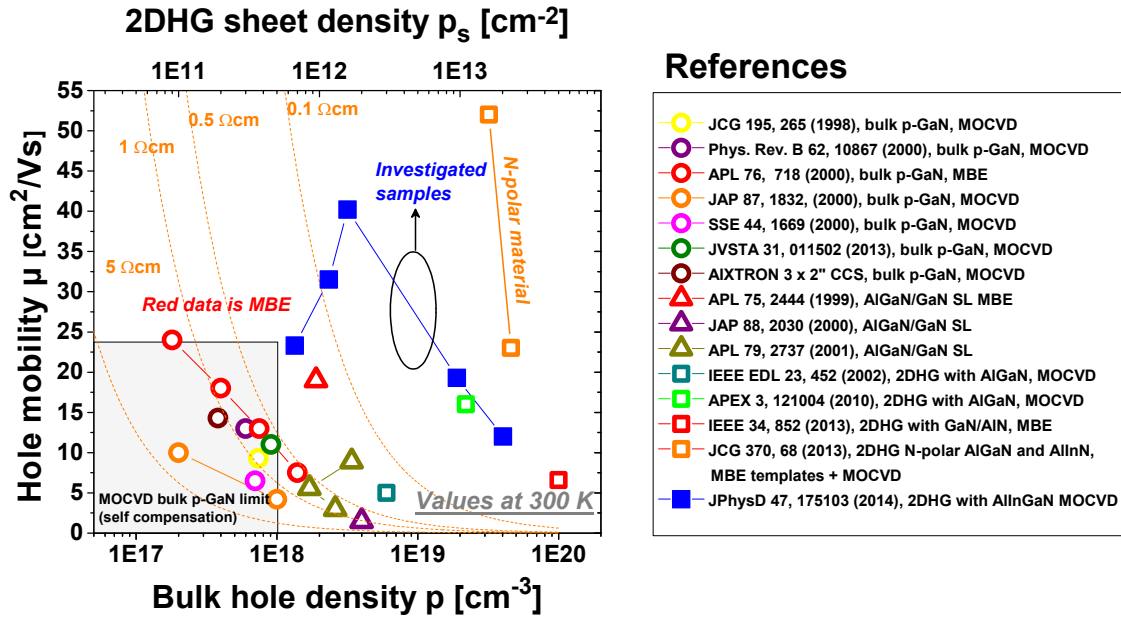 2DHG sheet density ps [cm-2]
1E11 1E12 1E13
55
50
45
40
35
30
25
20
15
10
5
0
Hole mobility µ [cm2/Vs]
1 Ωcm
0.5 Ωcm
0.1 Ωcm
5 Ωcm
Investigated
samples
N-polar material
Red data is MBE
MOCVD bulk p-GaN limit
(self compensation)
Values at 300 K
1E17 1E18 1E19 1E20
Bulk hole density p [cm-3]
References
JCG 195, 265 (1998), bulk p-GaN, MOCVD
Phys. Rev. B 62, 10867 (2000), bulk p-GaN, MOCVD
APL 76, 718 (2000), bulk p-GaN, MBE
JAP 87, 1832, (2000), bulk p-GaN, MOCVD
SSE 44, 1669 (2000), bulk p-GaN, MOCVD
JVSTA 31, 011502 (2013), bulk p-GaN, MOCVD
AIXTRON 3 x 2" CCS, bulk p-GaN, MOCVD
APL 75, 2444 (1999), AlGaN/GaN SL MBE
JAP 88, 2030 (2000), AlGaN/GaN SL
APL 79, 2737 (2001), AlGaN/GaN SL
IEEE EDL 23, 452 (2002), 2DHG with AlGaN, MOCVD
APEX 3, 121004 (2010), 2DHG with AlGaN, MOCVD
IEEE 34, 852 (2013), 2DHG with GaN/AlN, MBE
JCG 370, 68 (2013), 2DHG N-polar AlGaN and AlInN,
MBE templates + MOCVD
JPhysD 47, 175103 (2014), 2DHG with AlInGaN MOCVD